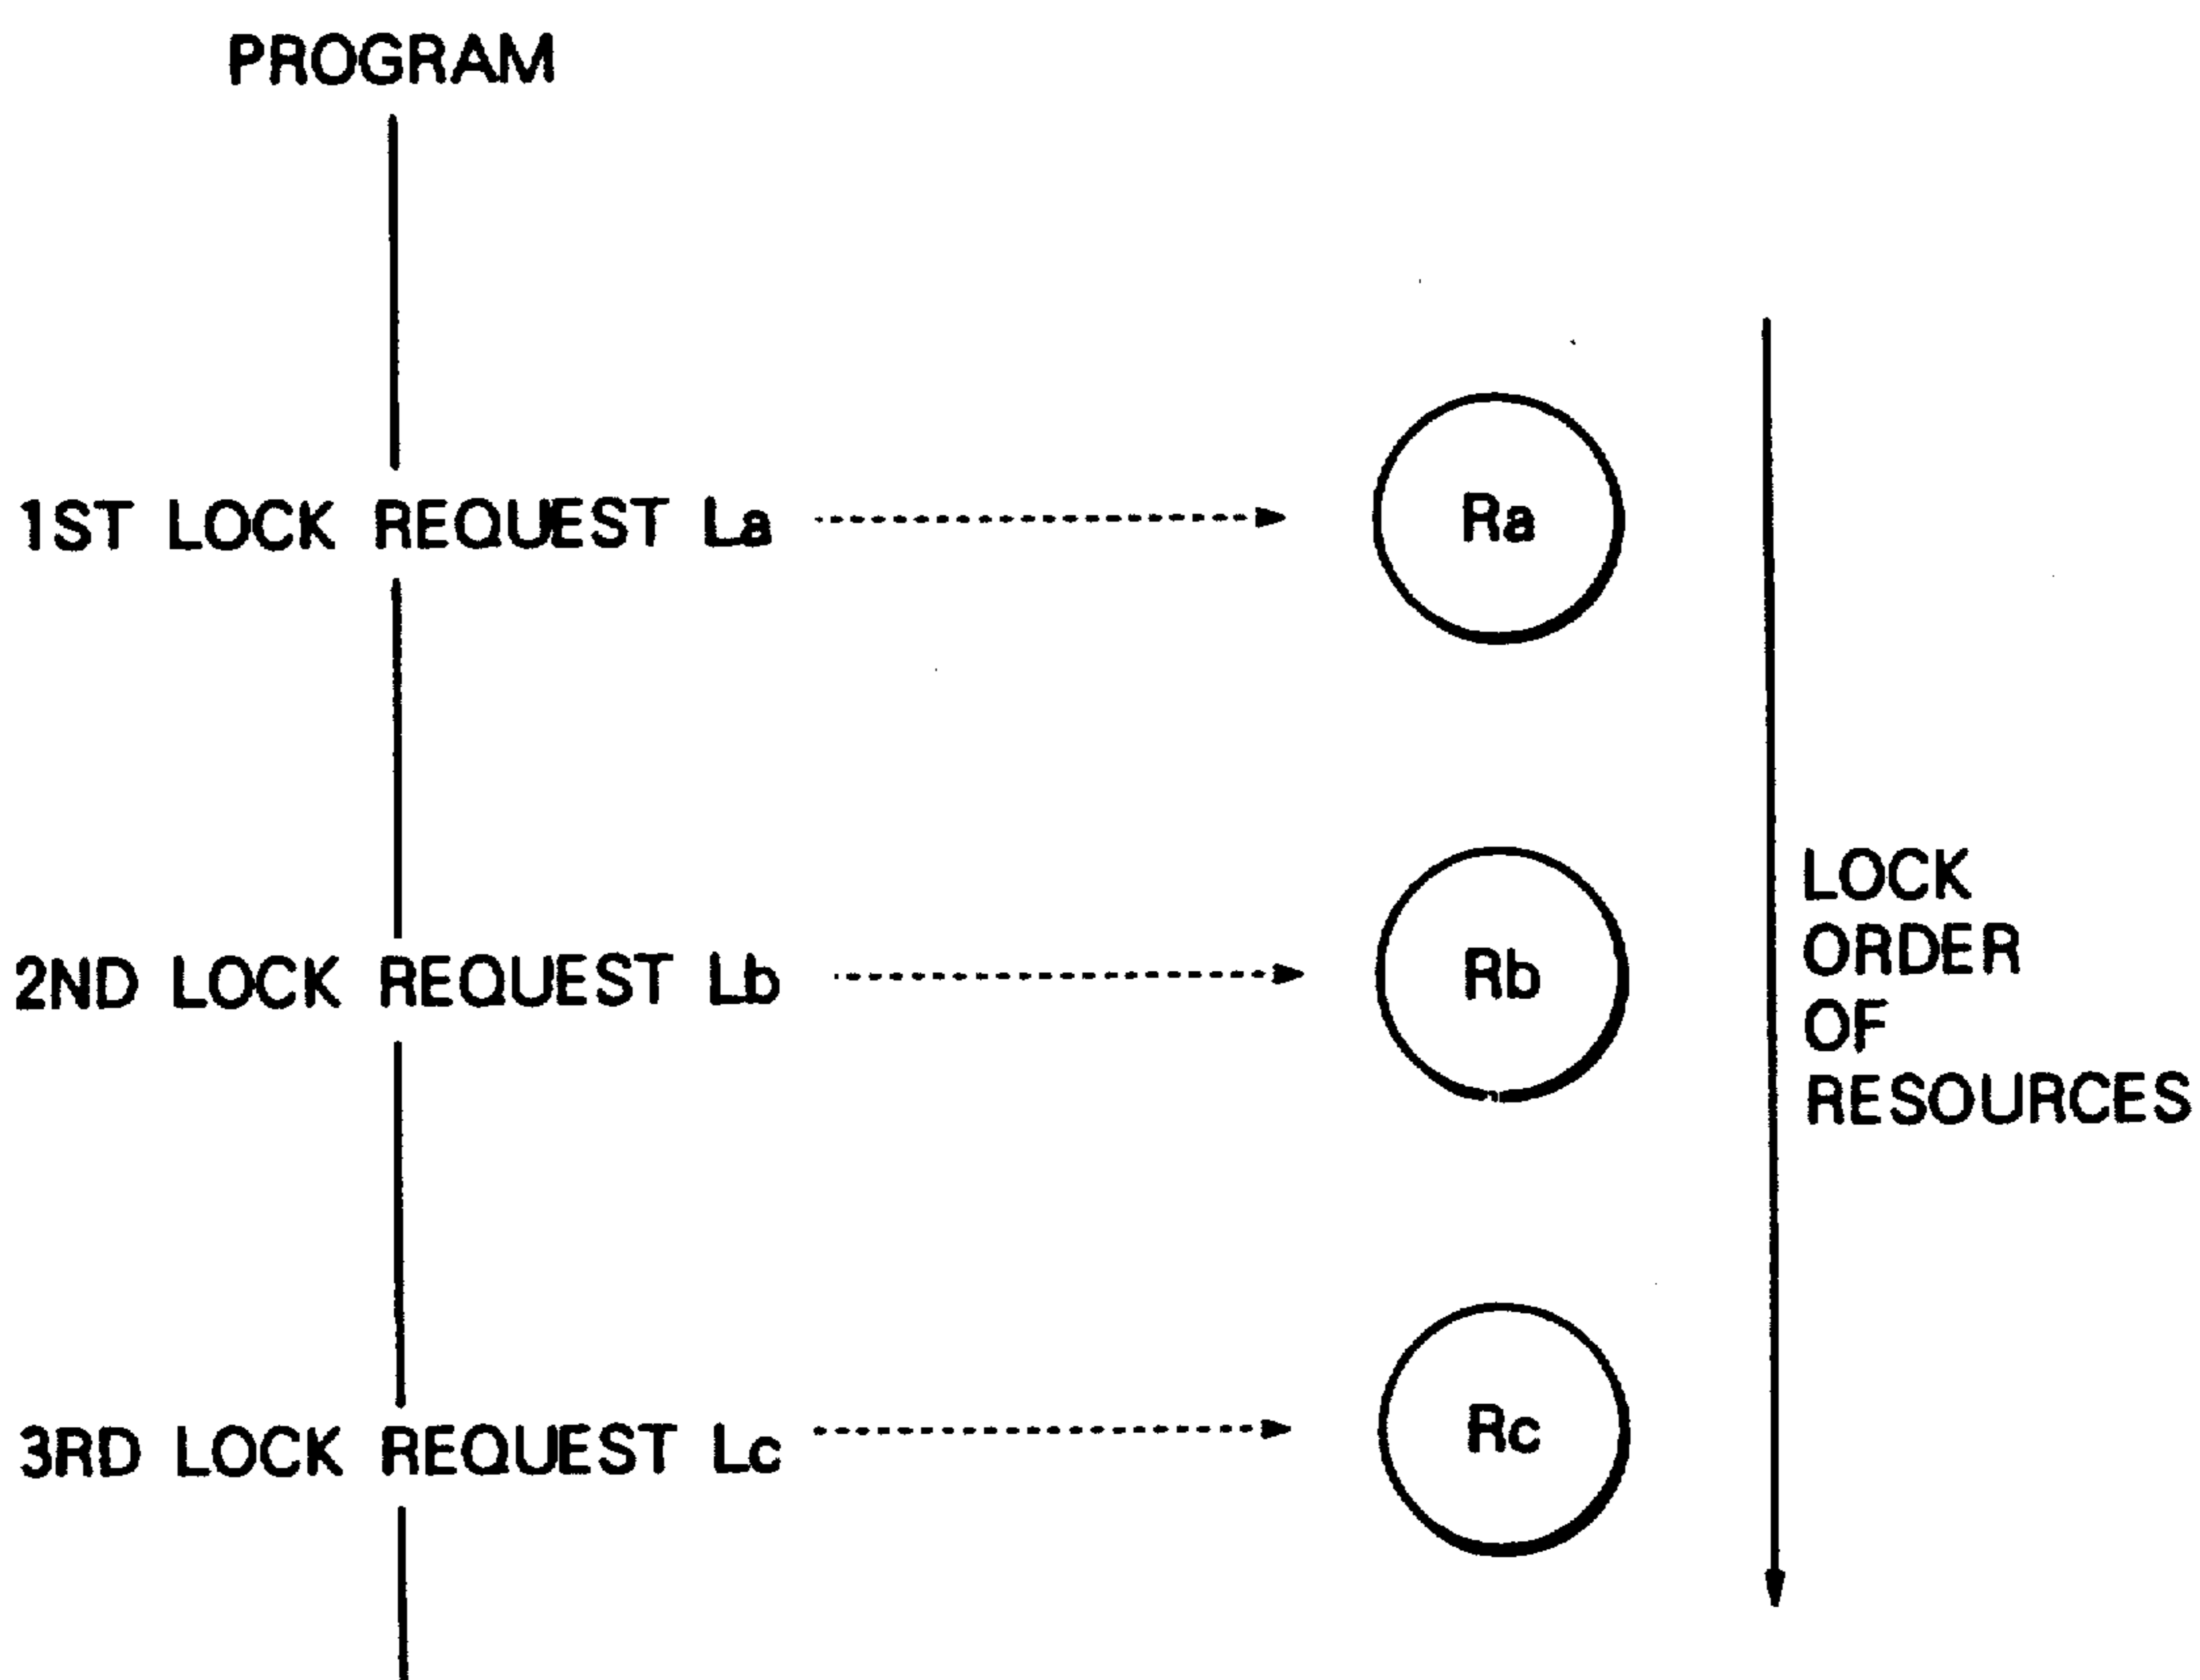 PROGRAM
1ST LOCK REQUEST La
Ra
2ND LOCK REQUEST Lb
Rb
LOCK
ORDER
OF
RESOURCES
3RD LOCK REQUEST Lc
Rc